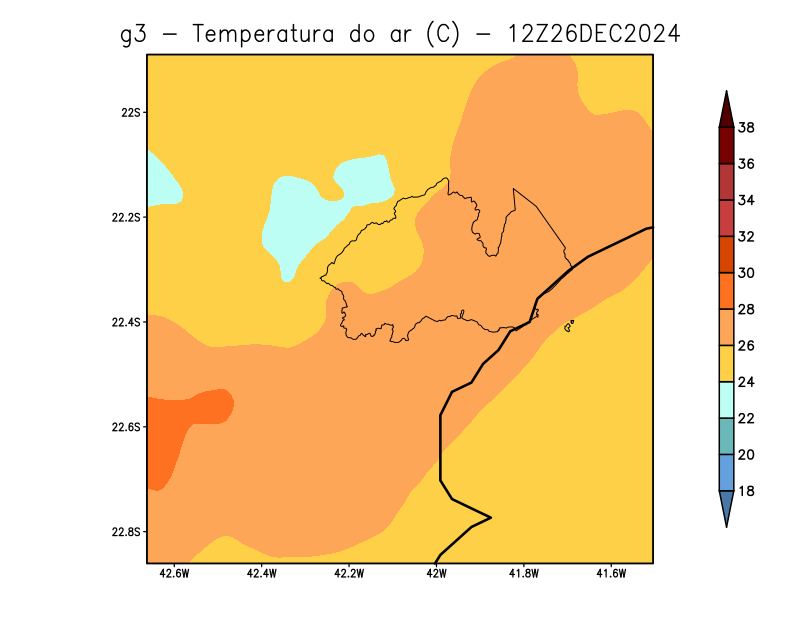 g3 - Temperatura do ar (C) - 12Z26DEC2024
22S
22.2S
22.4S
22.6S
22.8S
42.6W
42.4W
42.2W
42W
41.8W
41.6W
38
36
34
32
30
28
26
24
22
20
18